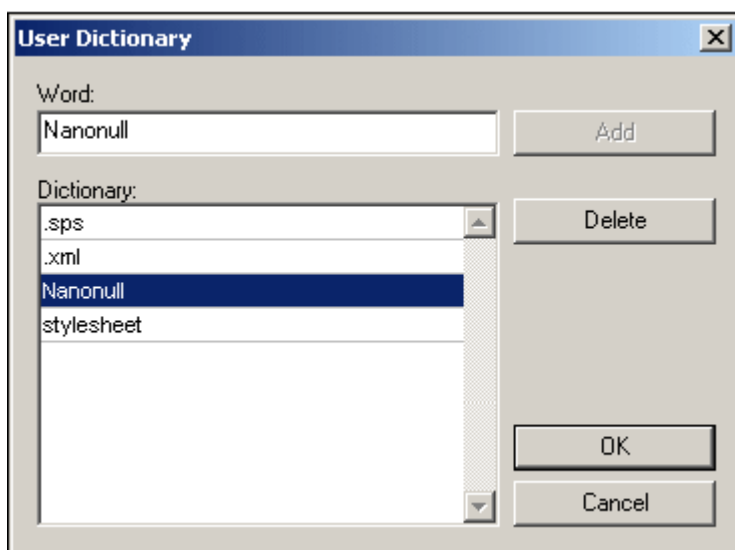 User Dictionary
Word:
Nanonull
Add
Dictionary:
.sps
Delete
.xml
Nanonull
stylesheet
OK
Cancel